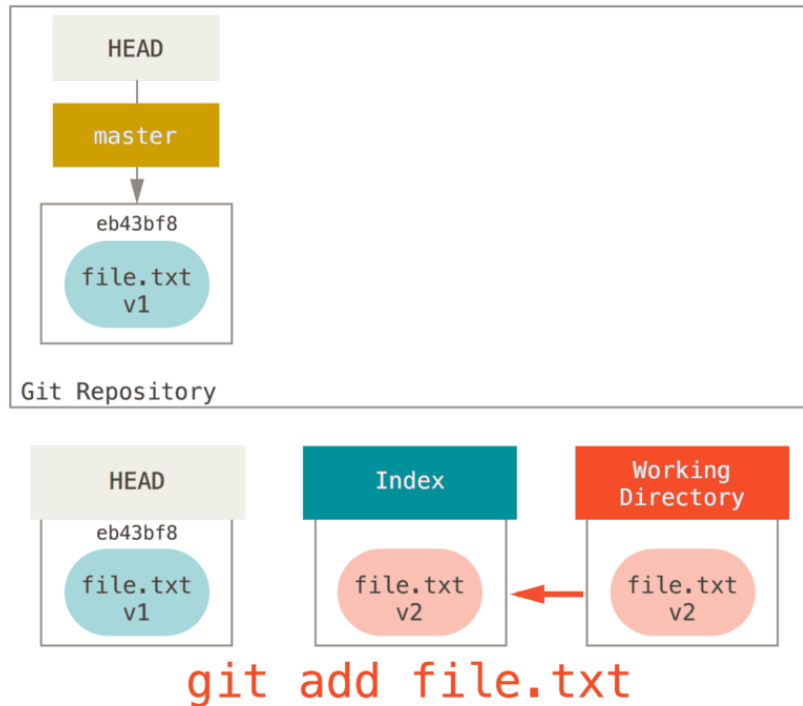 HEAD
master
eb43bf8
file.txt
v1
Git Repository
HEAD
Index
Working
Directory
eb43bf8
file.txt
v1
file.txt
v2
file.txt
v2
git add file.txt